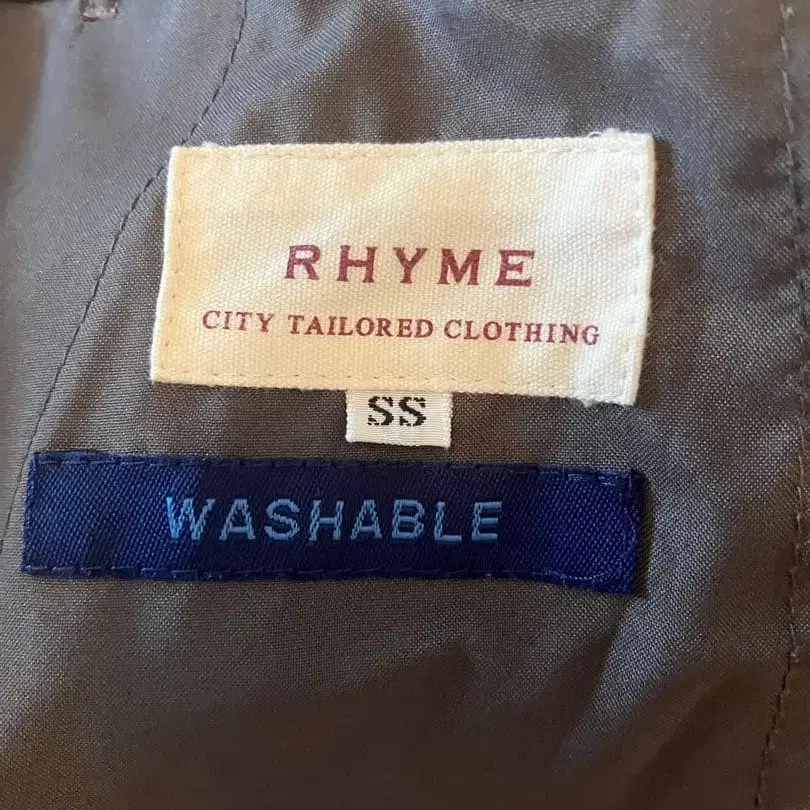 RHYME
CITY TAILORED CLOTHING
SS
WASHABLE